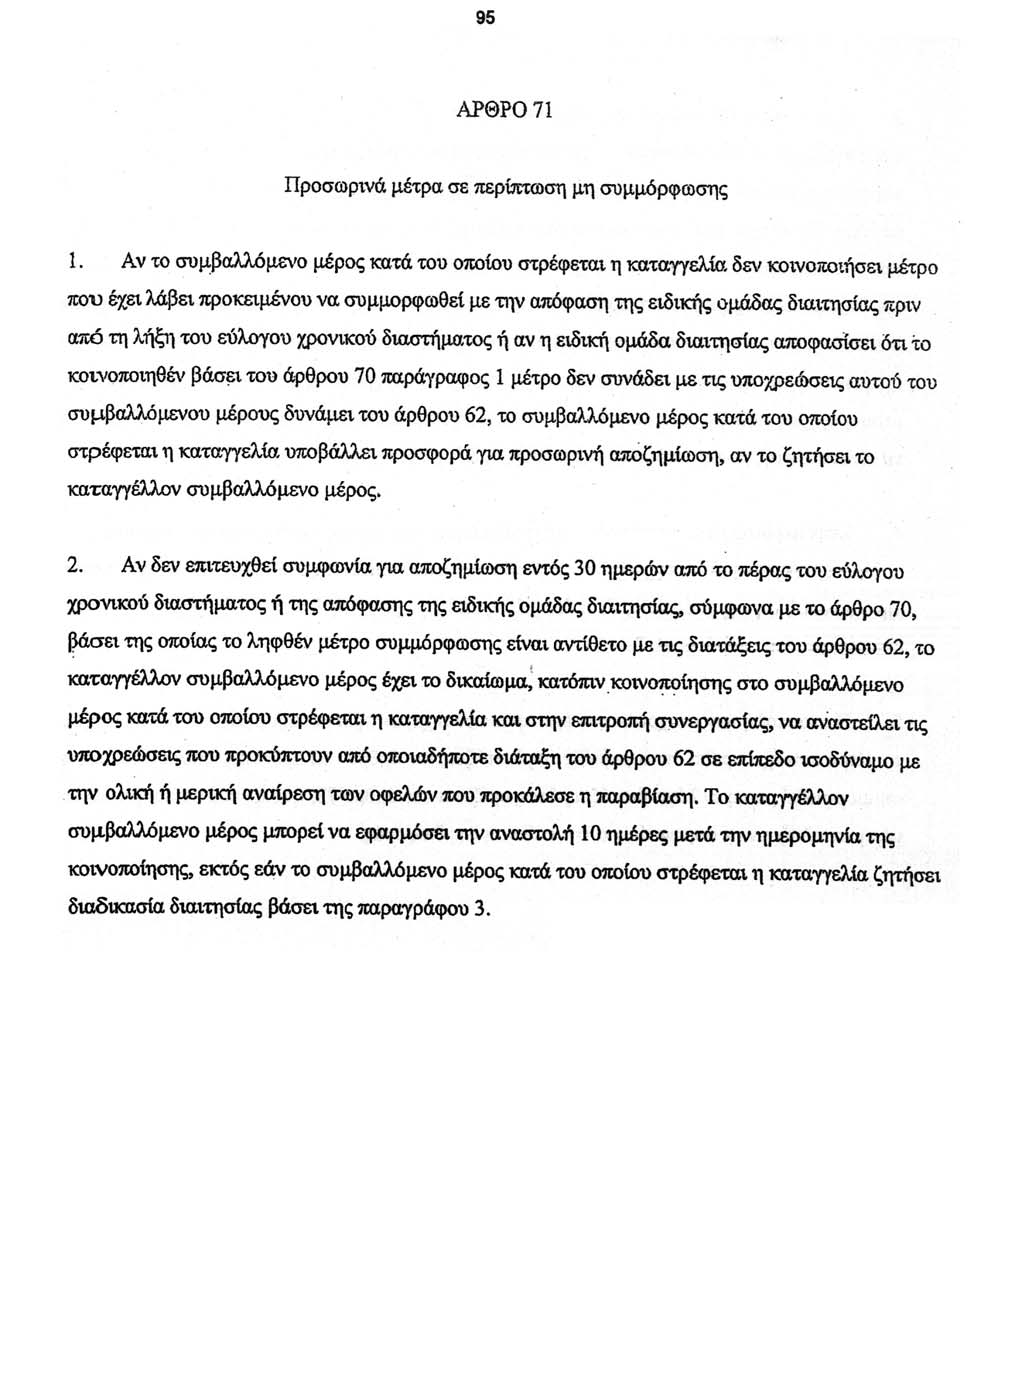 95
ΑΡΘΡΟ 71
Προσωρινά μέτρα σε περίπτωση μη συμμόρφωσης
1. Αν το συμβαλλόμενο μέρος κατά του οποίου στρέφεται η καταγγελία δεν κοινοποιήσει μέτρο
που έχει λάβει προκειμένου να συμμορφωθεί με την απόφαση της ειδικής ομάδας διαιτησίας πριν
από τη λήξη του εύλογου χρονικού διαστήματος ή αν η ειδική ομάδα διαιτησίας αποφασίσει ότι το
κοινοποιηθέν βάσει του άρθρου 70 παράγραφος 1 μέτρο δεν συνάδει με τις υποχρεώσεις αυτού του
συμβαλλόμενου μέρους δυνάμει του άρθρου 62, το συμβαλλόμενο μέρος κατά του οποίου
στρέφεται η καταγγελία υποβάλλει προσφορά για προσωρινή αποζημίωση, αν το ζητήσει το
καταγγέλλον συμβαλλόμενο μέρος.
2. Αν δεν επιτευχθεί συμφωνία για αποζημίωση εντός 30 ημερών από το πέρας του εύλογου
χρονικού διαστήματος ή της απόφασης της ειδικής ομάδας διαιτησίας, σύμφωνα με το άρθρο 70,
βάσει της οποίας το ληφθέν μέτρο συμμόρφωσης είναι αντίθετο με τις διατάξεις του άρθρου 62, το
καταγγέλλον συμβαλλόμενο μέρος έχει το δικαίωμα, κατόπιν κοινοποίησης στο συμβαλλόμενο
μέρος κατά του οποίου στρέφεται η καταγγελία και στην επιτροπή συνεργασίας, να αναστείλει τις
υποχρεώσεις που προκύπτουν από οποιαδήποτε διάταξη του άρθρου 62 σε επίπεδο ισοδύναμο με
την ολική ή μερική αναίρεση των οφελών που προκάλεσε η παραβίαση. Το καταγγέλλον
συμβαλλόμενο μέρος μπορεί να εφαρμόσει την αναστολή 10 ημέρες μετά την ημερομηνία της
κοινοποίησης, εκτός εάν το συμβαλλόμενο μέρος κατά του οποίου στρέφεται η καταγγελία ζητήσει
διαδικασία διαιτησίας βάσει της παραγράφου 3.